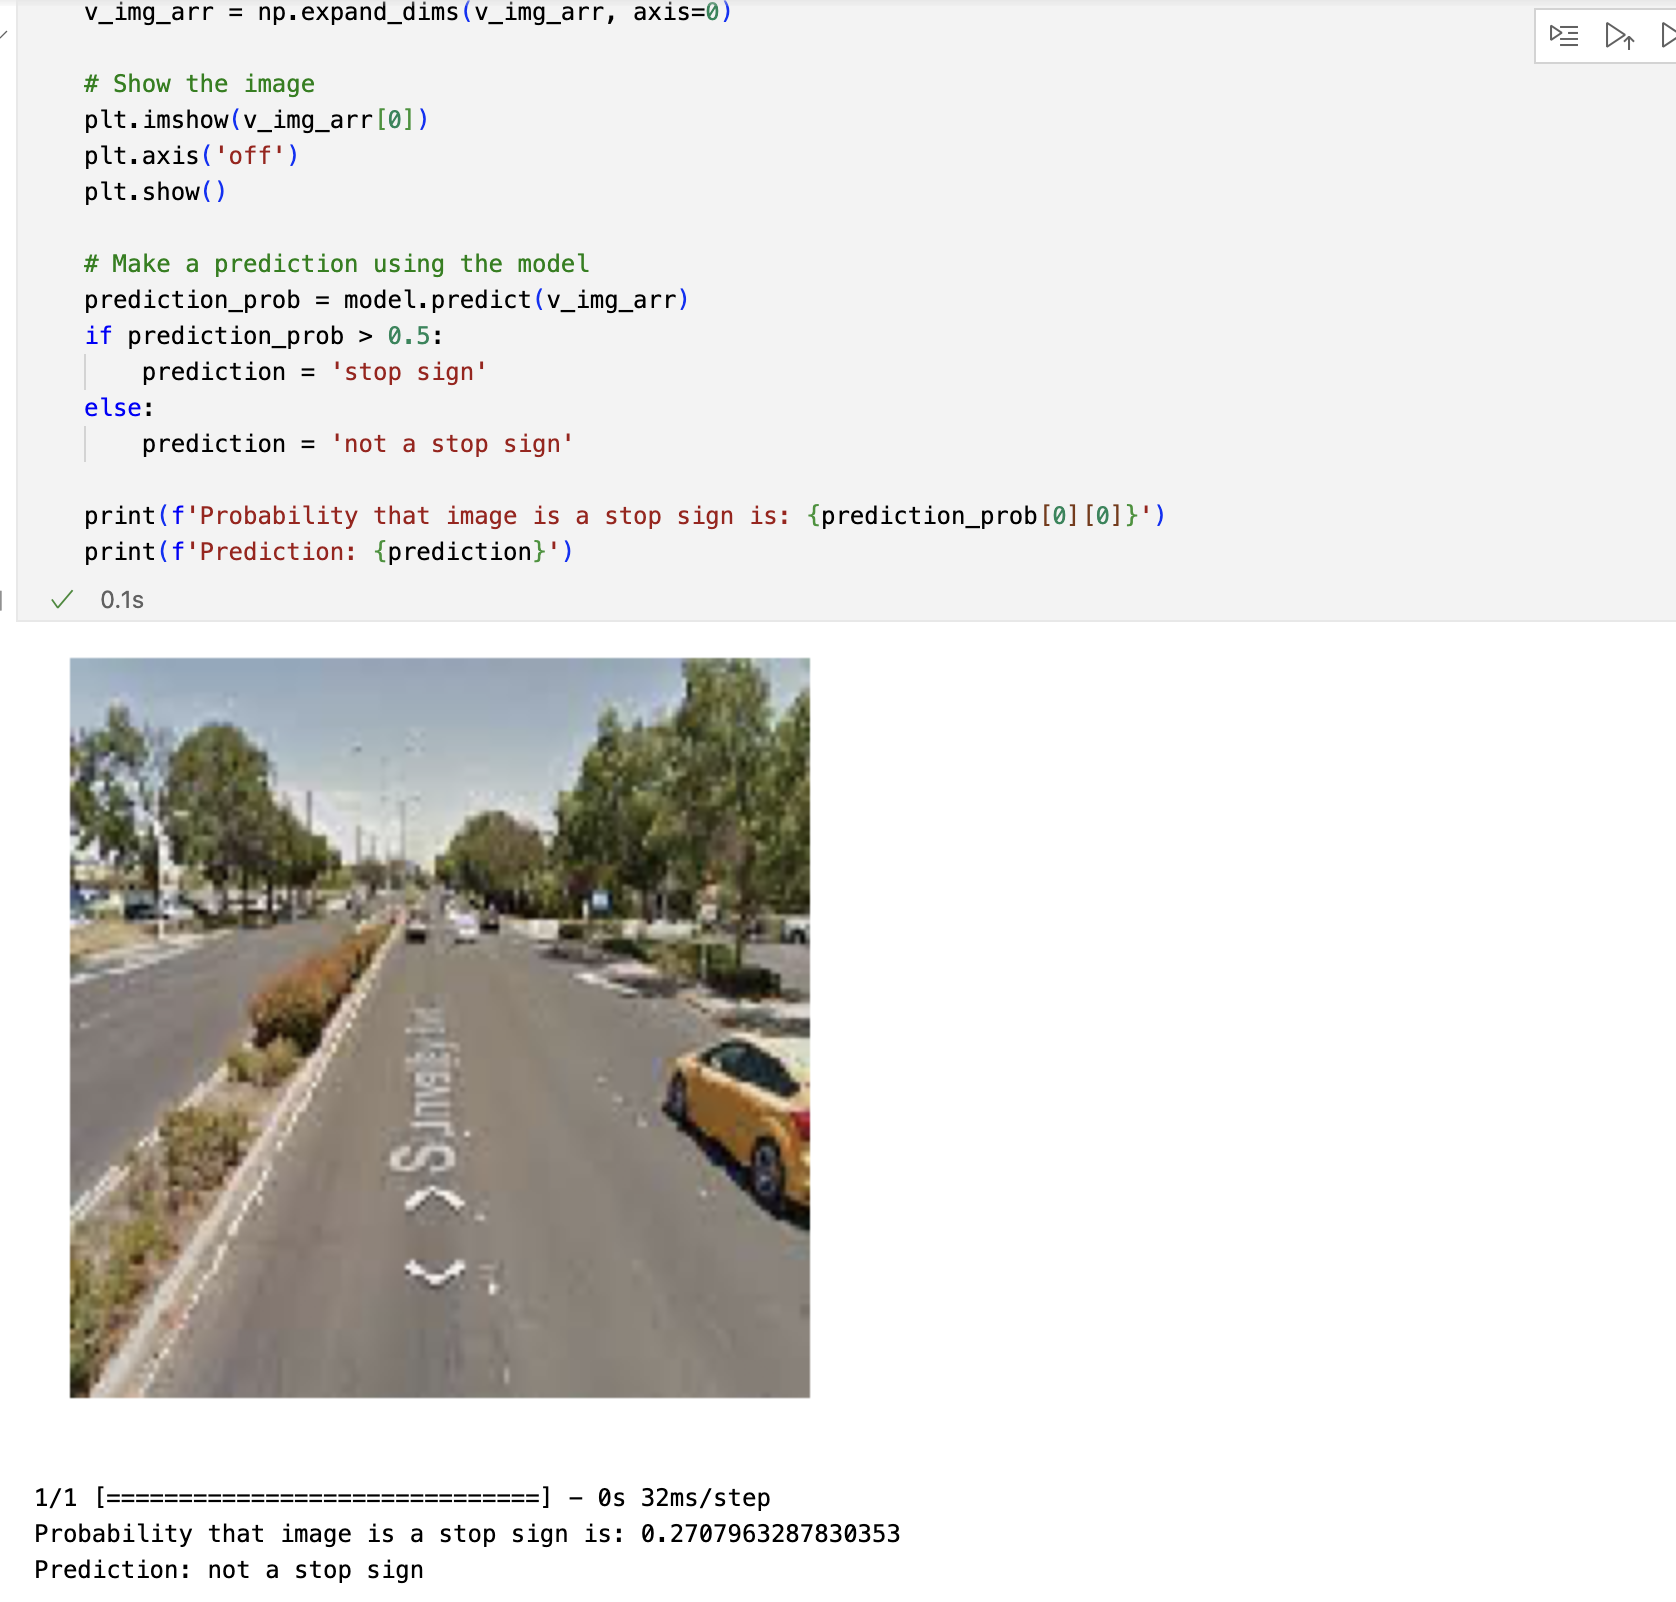 v_img_arr = np.expand_dims(v_img_arr, axis=0)
# Show the image
plt.imshow(v_img_arr[0])
plt.axis('off')
plt.show()
# Make a prediction using the model
prediction_prob = model.predict(v_img_arr)
if prediction_prob > 0.5:
    prediction = 'stop sign'
else:
    prediction = 'not a stop sign'
print(f'Probability that image is a stop sign is: {prediction_prob[0][0]}')
print(f'Prediction: {prediction}')
0.1s
1/1 [==============================] - 0s 32ms/step
Probability that image is a stop sign is: 0.2707963287830353
Prediction: not a stop sign